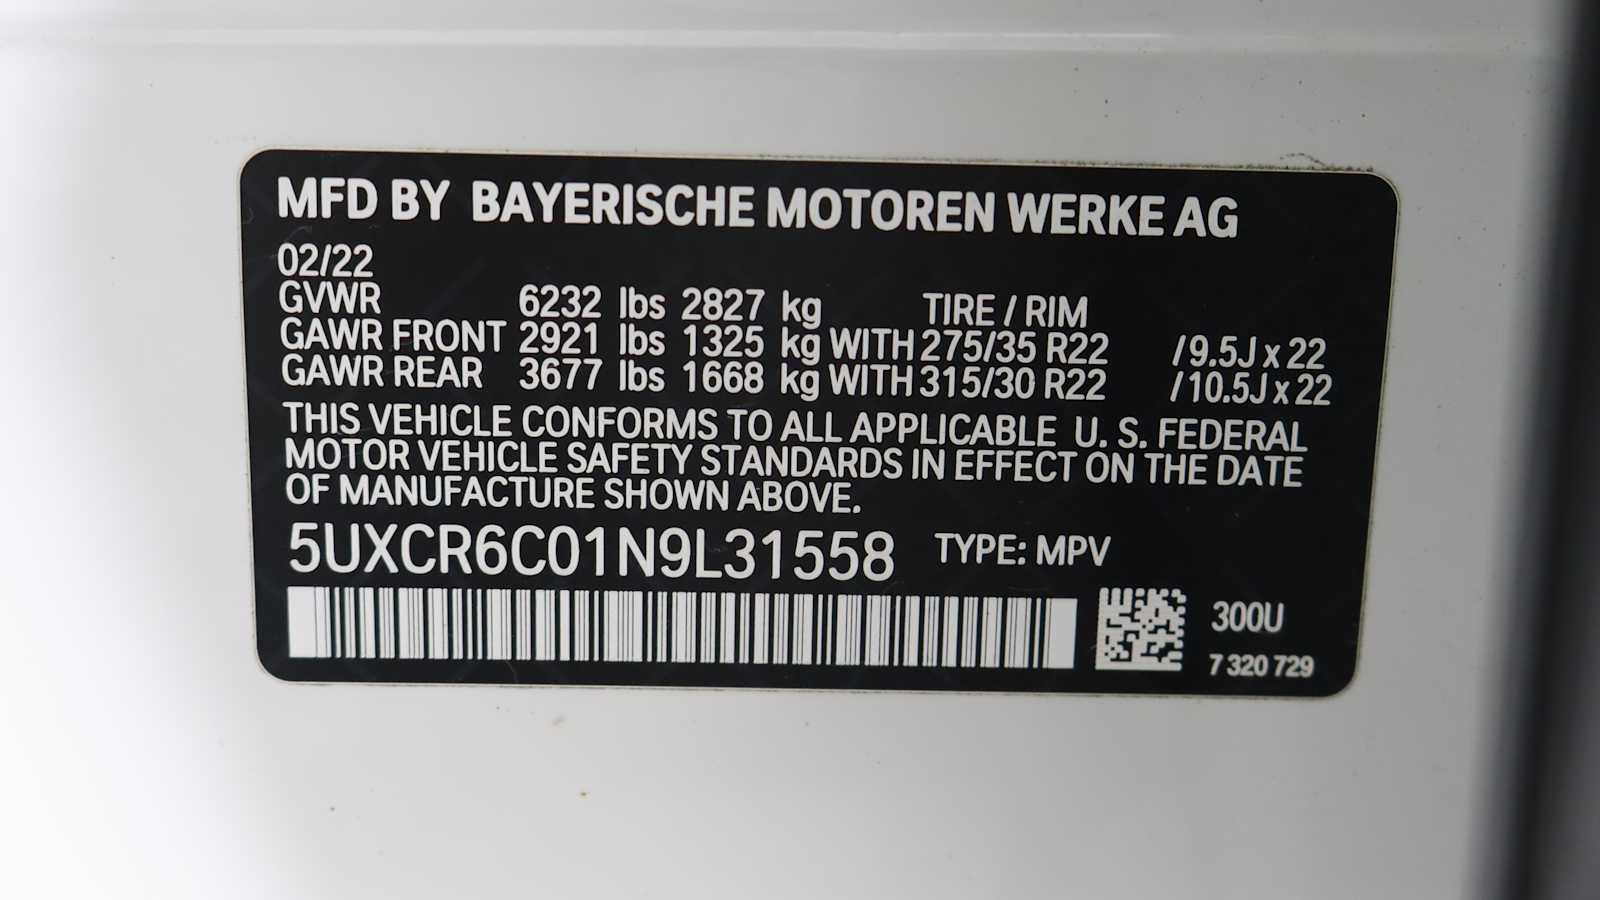 MFD BY BAYERISCHE MOTOREN WERKE AG
02/22
GVWR 6232 lbs 2827 kg TIRE / RIM
GAWR FRONT 2921 lbs 1325 kg WITH 275/35 R22 /9.5J x 22
GAWR REAR 3677 lbs 1668 kg WITH 315/30 R22 /10.5J x 22
THIS VEHICLE CONFORMS TO ALL APPLICABLE U. S. FEDERAL
MOTOR VEHICLE SAFETY STANDARDS IN EFFECT ON THE DATE
OF MANUFACTURE SHOWN ABOVE.
5UXCR6C01N9L31558 TYPE: MPV
300U
7 320 729